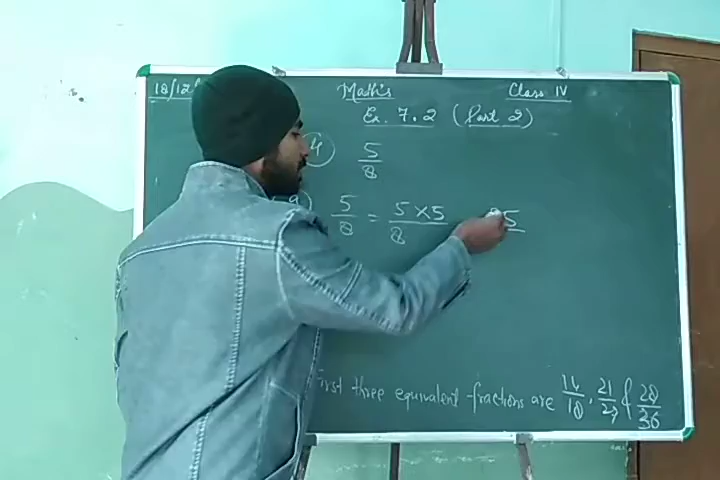 18/12 Math's Class IV
Ex. 7.2 (Part 2)
4 5/8
a) 5/8 = 5×5/8 25
First three equivalent fractions are 14/18, 21/27 & 28/36